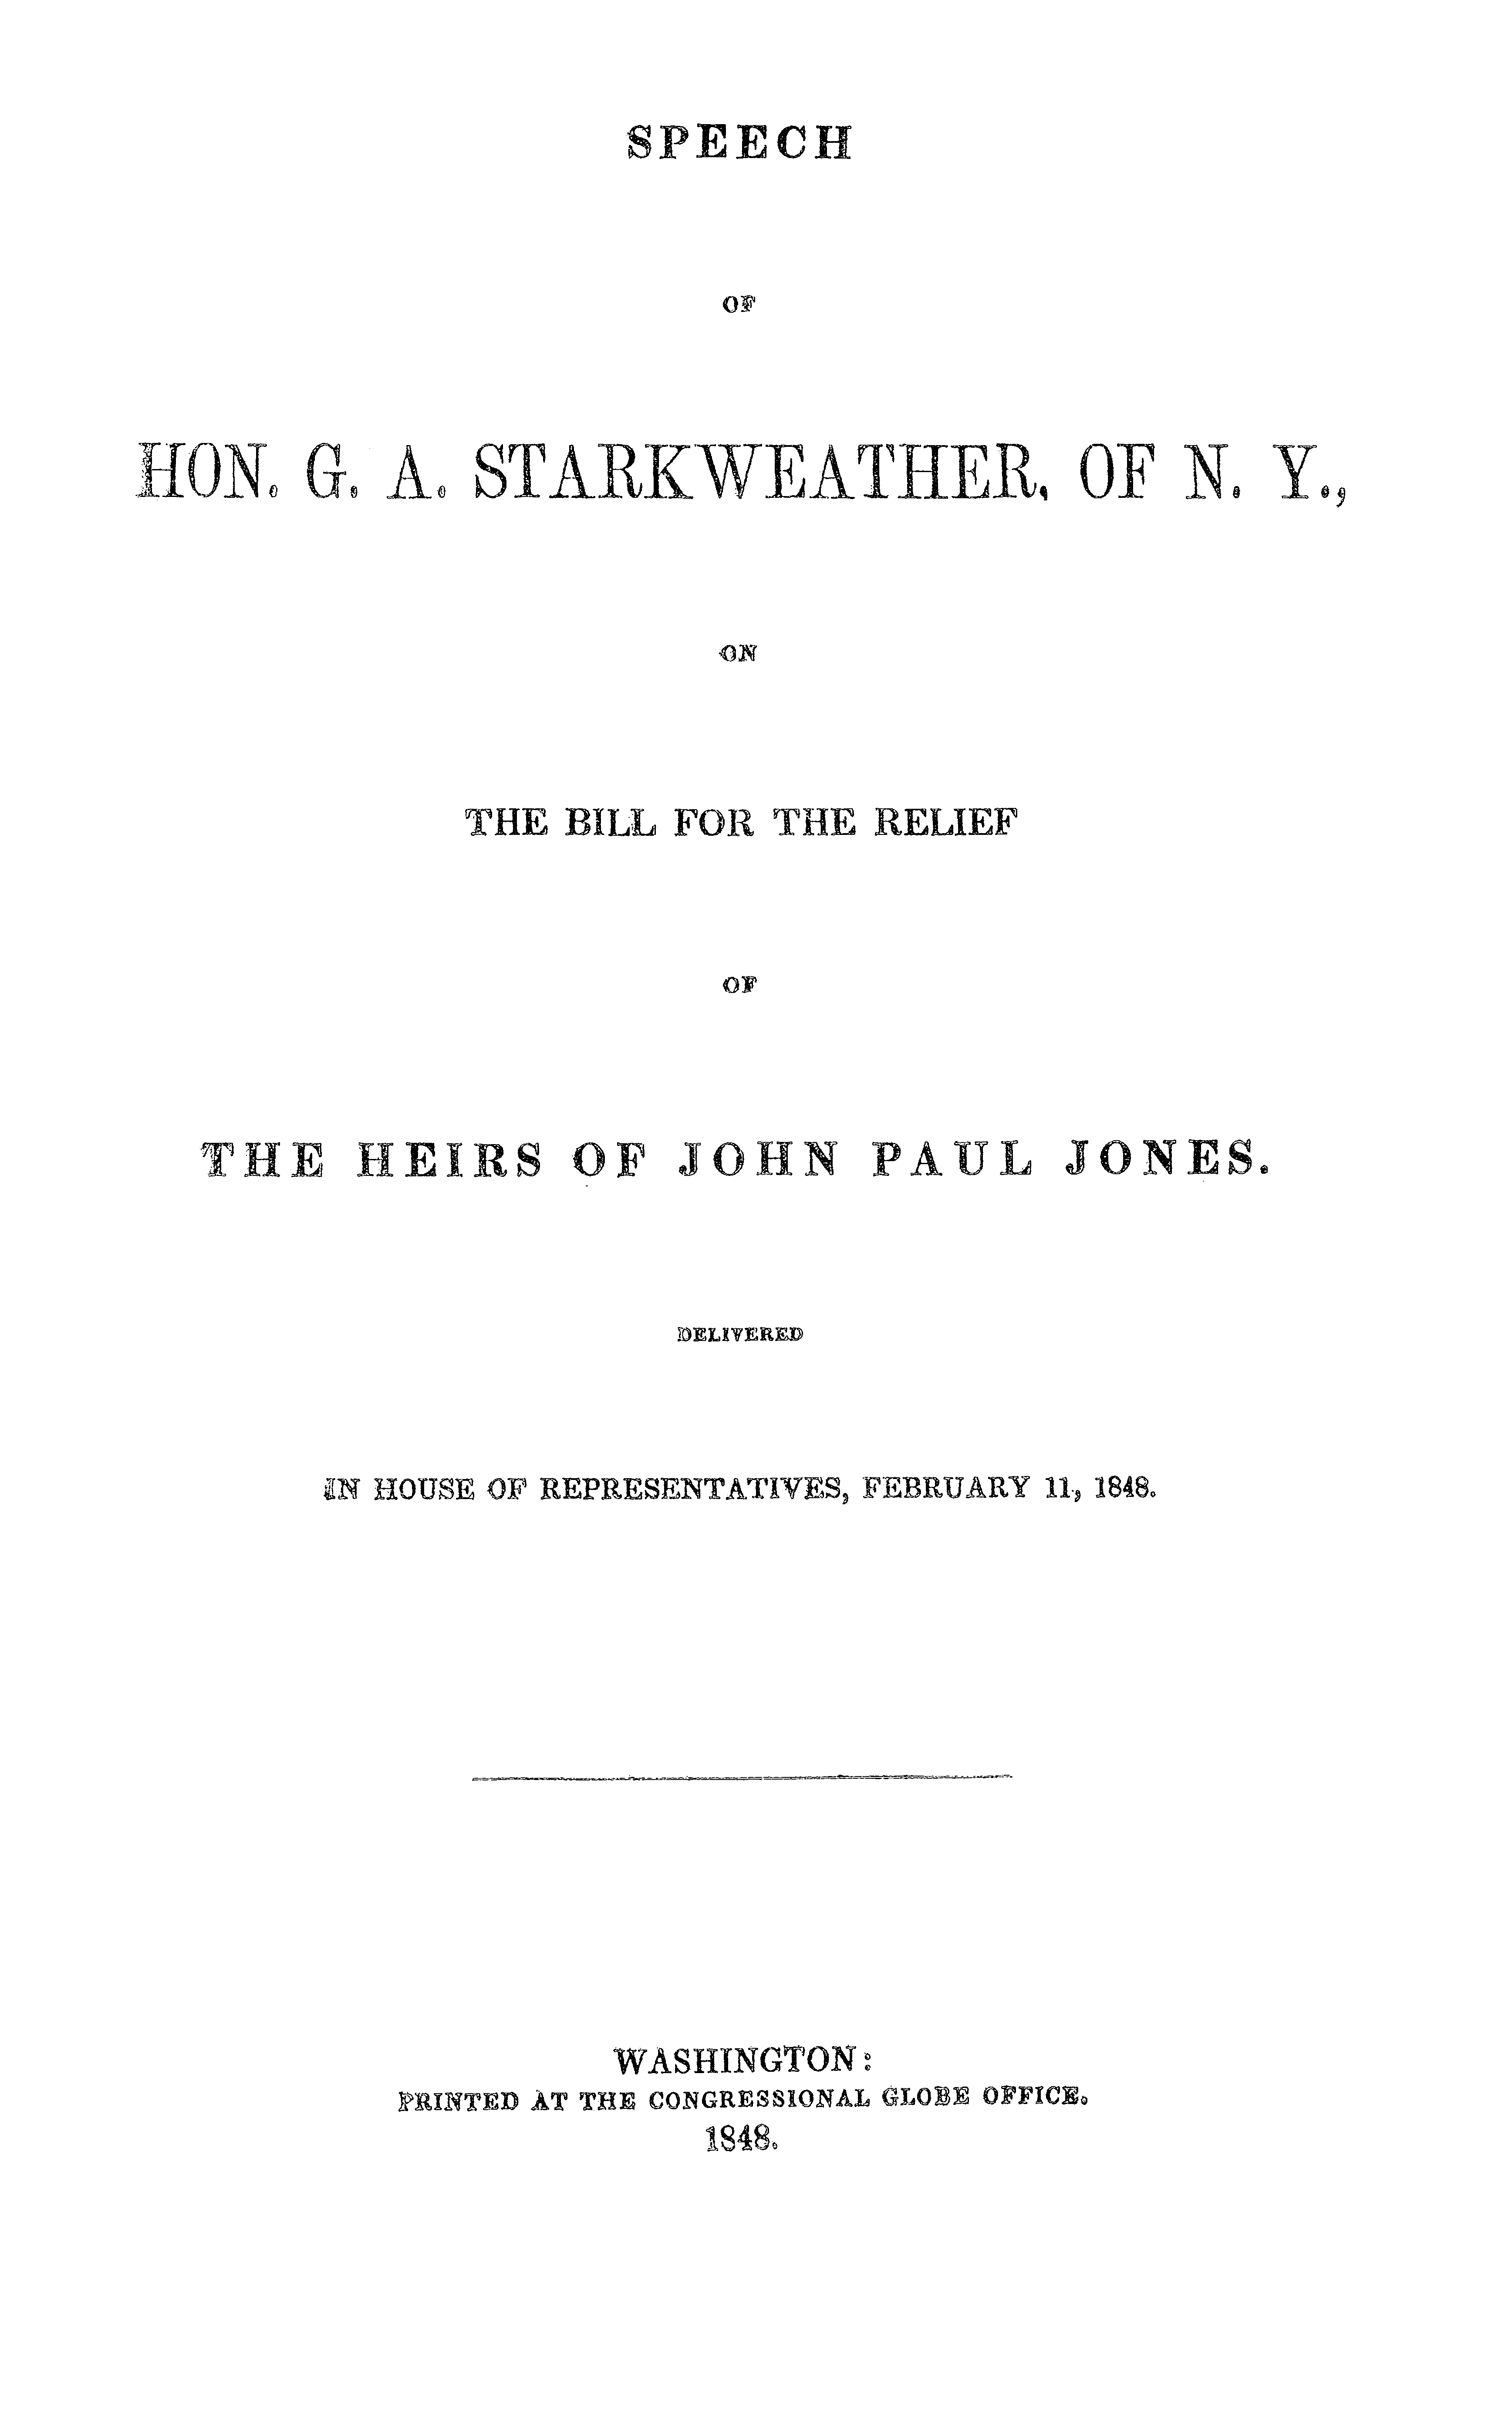 SPEECH
OF
HON. G. A. STARKWEATHER, OF N. Y.,
ON
THE BILL FOR THE RELIEF
OF
THE HEIRS OF JOHN PAUL JONES.
DELIVERED
IN HOUSE OF REPRESENTATIVES, FEBRUARY 11, 1848.
WASHINGTON:
PRINTED AT THE CONGRESSIONAL GLOBE OFFICE.
1848.